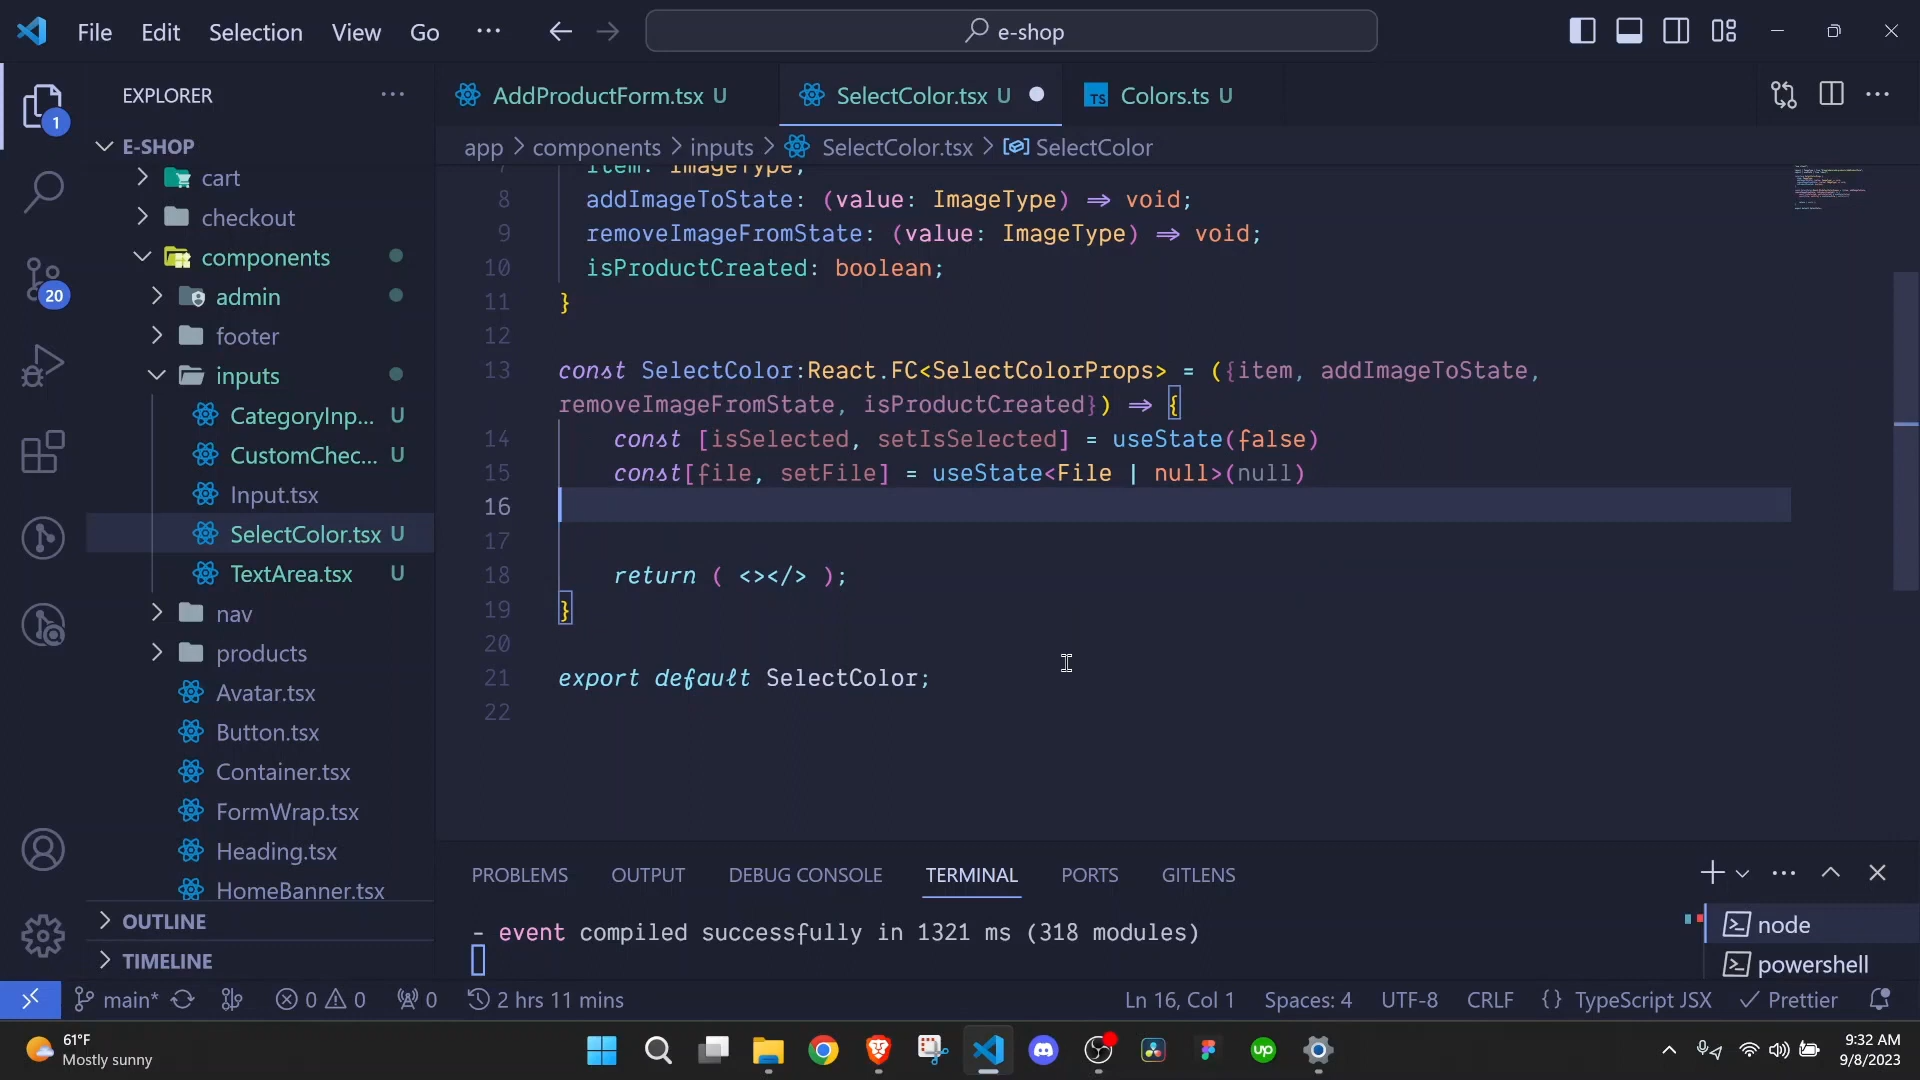 File Edit Selection View Go ··· e-shop
EXPLORER ···
AddProductForm.tsx U SelectColor.tsx U TS Colors.ts U
app > components > inputs > SelectColor.tsx > SelectColor
E-SHOP
cart
checkout
components
admin
footer
inputs
CategoryInp... U
CustomChec... U
Input.tsx
SelectColor.tsx U
TextArea.tsx U
nav
products
Avatar.tsx
Button.tsx
Container.tsx
FormWrap.tsx
Heading.tsx
HomeBanner.tsx
OUTLINE
TIMELINE
1
20
7 item: ImageType;
8 addImageToState: (value: ImageType) ⇒ void;
9 removeImageFromState: (value: ImageType) ⇒ void;
10 isProductCreated: boolean;
11 }
12
13 const SelectColor:React.FC<SelectColorProps> = ({item, addImageToState,
removeImageFromState, isProductCreated}) ⇒ {
14 const [isSelected, setIsSelected] = useState(false)
15 const[file, setFile] = useState<File | null>(null)
16
17
18 return ( <></> );
19 }
20
21 export default SelectColor;
22
PROBLEMS OUTPUT DEBUG CONSOLE TERMINAL PORTS GITLENS
- event compiled successfully in 1321 ms (318 modules)
node
powershell
main* 0 0 0 2 hrs 11 mins Ln 16, Col 1 Spaces: 4 UTF-8 CRLF {} TypeScript JSX Prettier
61°F
Mostly sunny
up
9:32 AM
9/8/2023